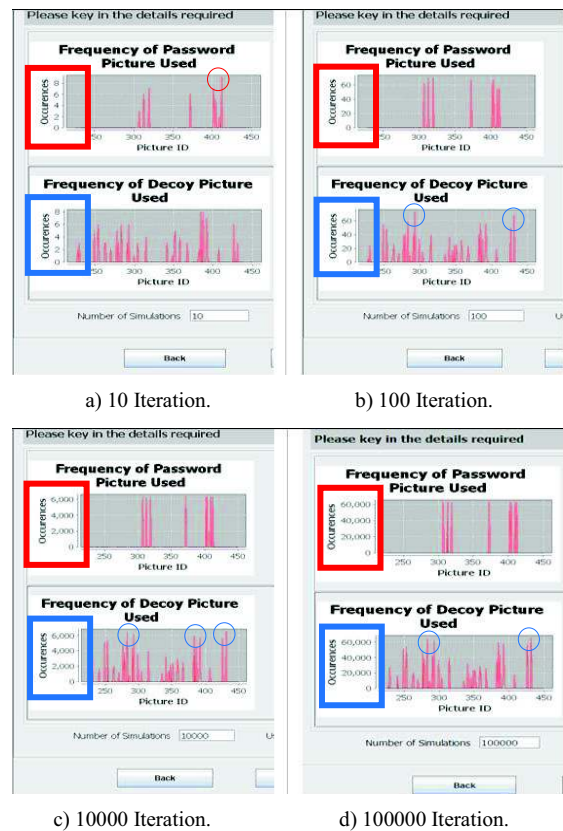 Please key in the details required
Frequency of Password
Picture Used
Occurences
8
6
4
2
0
250 300 350 400 450
Picture ID
Frequency of Decoy Picture
Used
Occurences
8
6
4
2
0
250 300 350 400 450
Picture ID
Number of Simulations 10
Back
Please key in the details required
Frequency of Password
Picture Used
Occurences
60
40
20
0
250 300 350 400 450
Picture ID
Frequency of Decoy Picture
Used
Occurences
60
40
20
0
250 300 350 400 450
Picture ID
Number of Simulations 100 U
Back
a) 10 Iteration.
b) 100 Iteration.
Please key in the details required
Frequency of Password
Picture Used
Occurences
6,000
4,000
2,000
0
250 300 350 400 450
Picture ID
Frequency of Decoy Picture
Used
Occurences
6,000
4,000
2,000
0
250 300 350 400 450
Picture ID
Number of Simulations 10000 U
Back
Please key in the details required
Frequency of Password
Picture Used
Occurences
60,000
40,000
20,000
0
250 300 350 400 450
Picture ID
Frequency of Decoy Picture
Used
Occurences
60,000
40,000
20,000
0
250 300 350 400 450
Picture ID
Number of Simulations 100000
Back
c) 10000 Iteration.
d) 100000 Iteration.